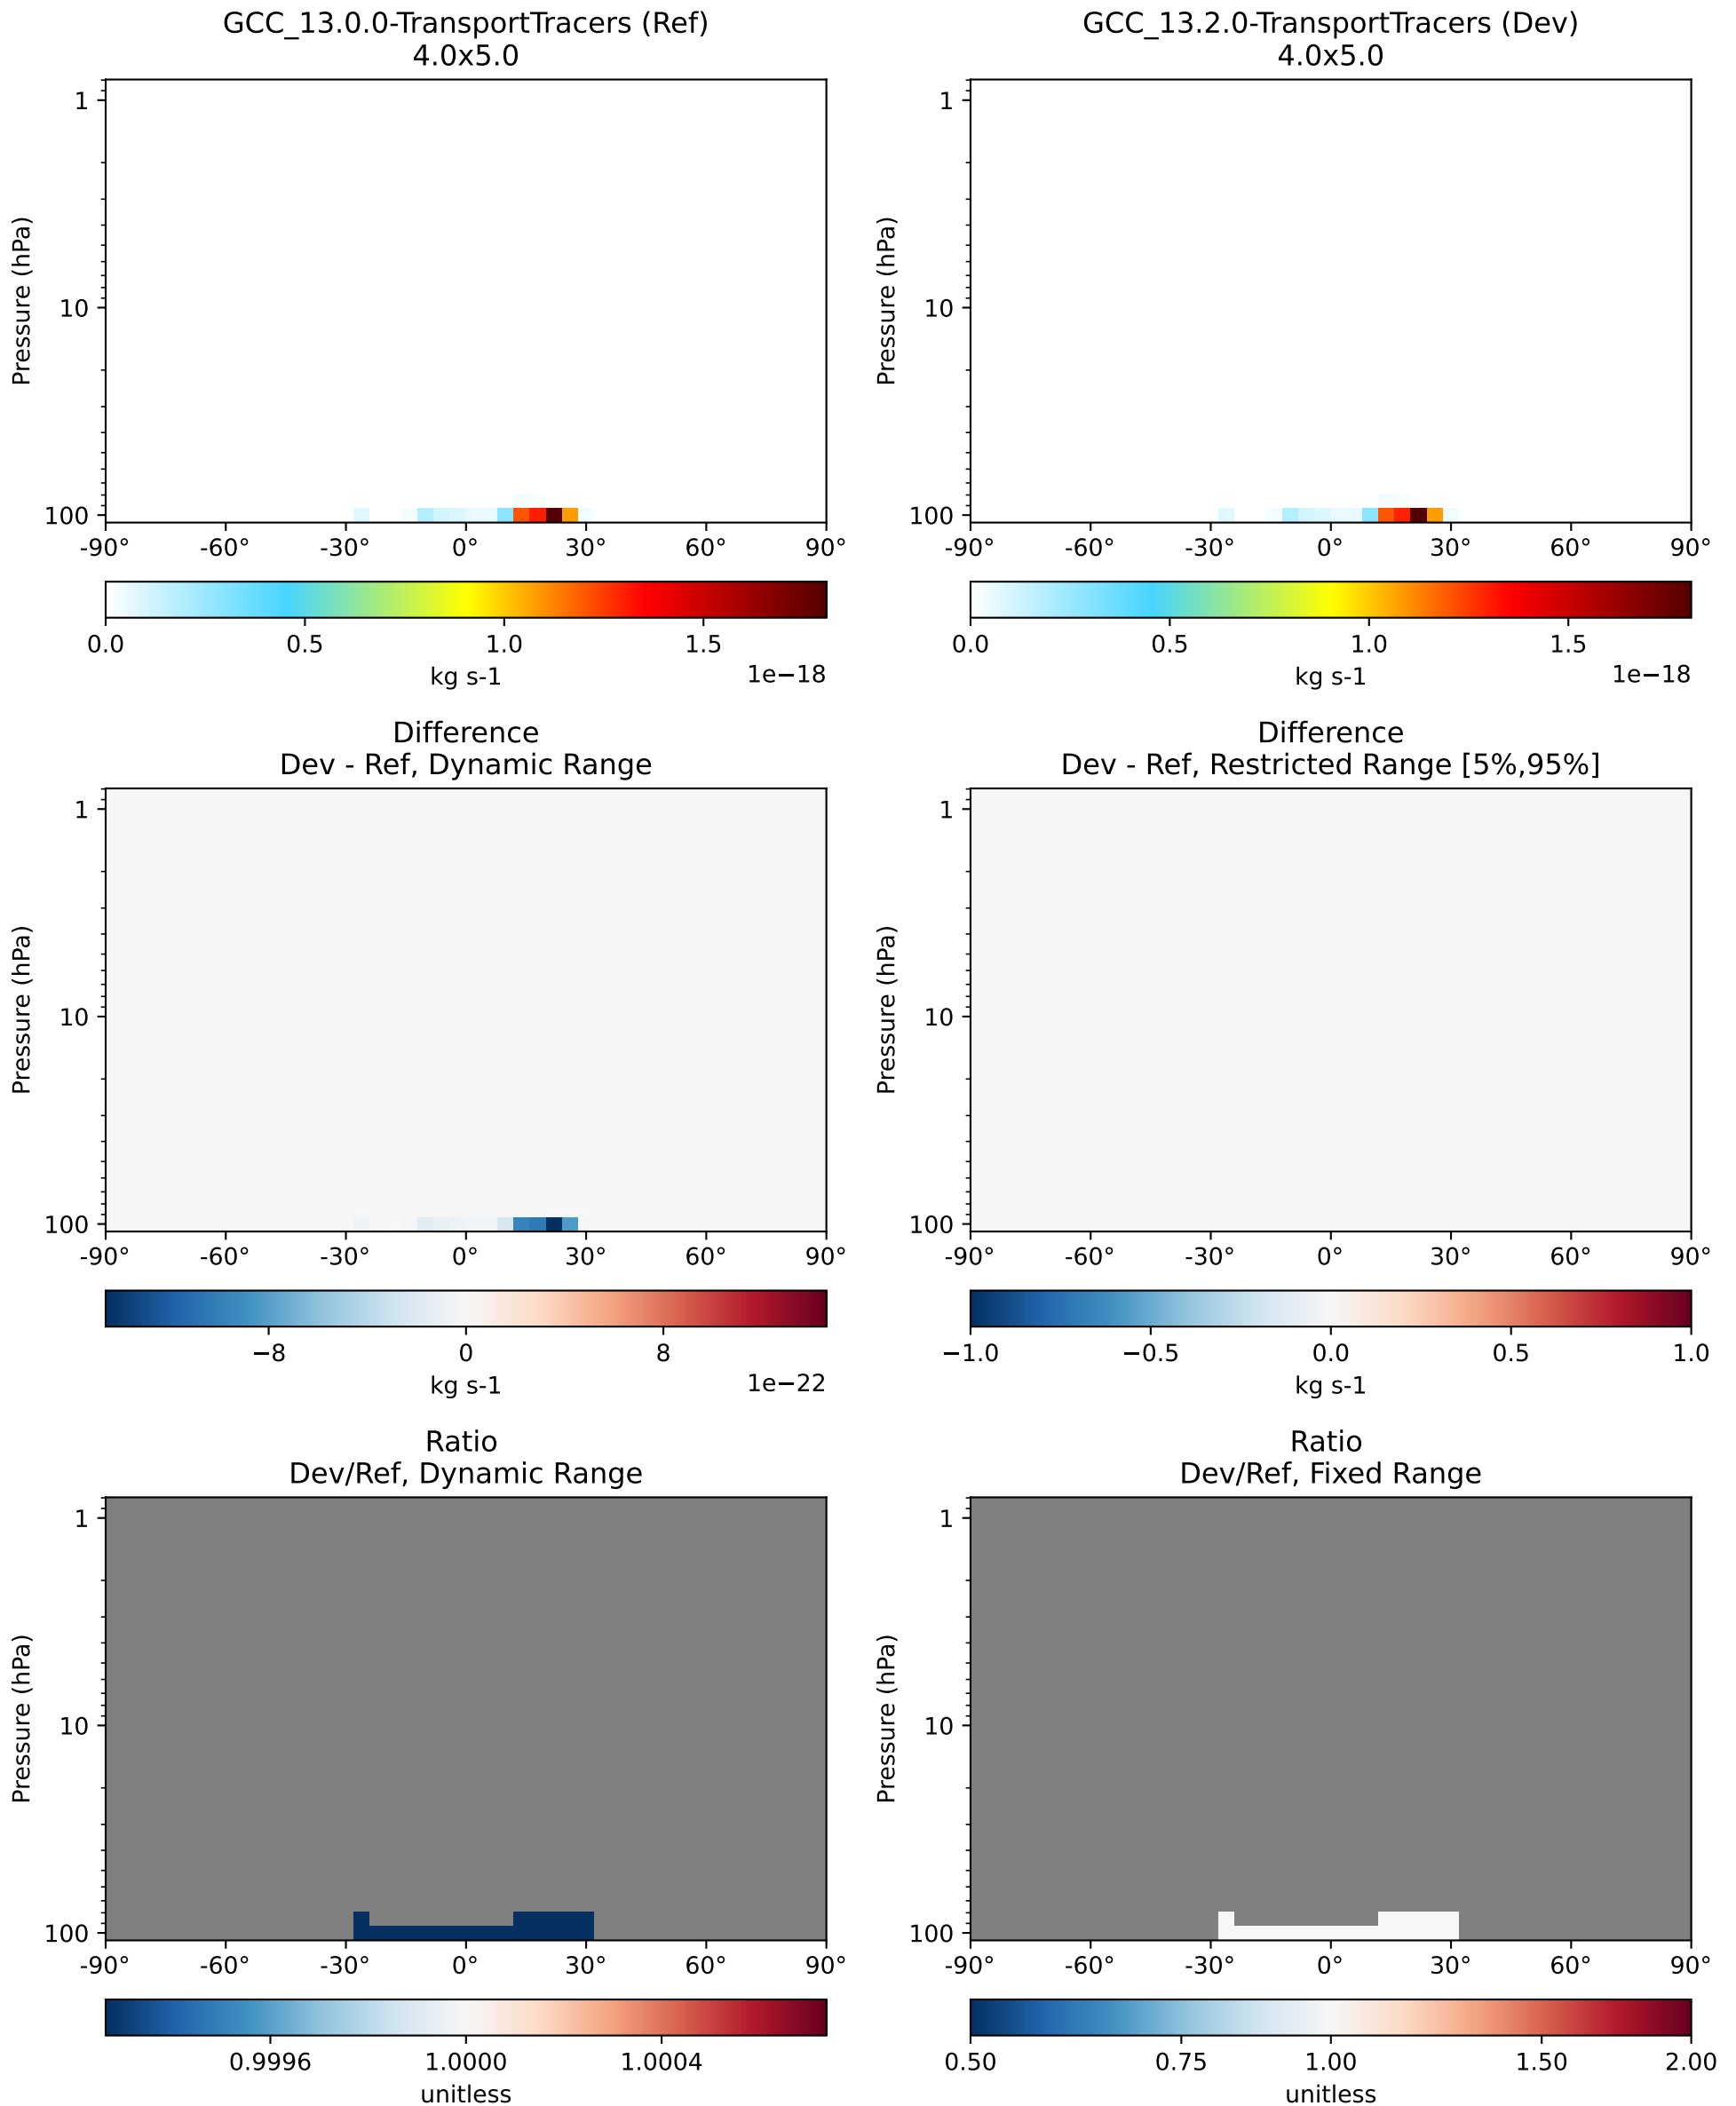 GCC_13.0.0-TransportTracers (Ref)
4.0x5.0
1
10
100
Pressure (hPa)
-90° -60° -30° 0° 30° 60° 90°
0.0 0.5 1.0 1.5
kg s-1
1e−18
GCC_13.2.0-TransportTracers (Dev)
4.0x5.0
1
10
100
Pressure (hPa)
-90° -60° -30° 0° 30° 60° 90°
0.0 0.5 1.0 1.5
kg s-1
1e−18
Difference
Dev - Ref, Dynamic Range
1
10
100
Pressure (hPa)
-90° -60° -30° 0° 30° 60° 90°
−8 0 8
kg s-1
1e−22
Difference
Dev - Ref, Restricted Range [5%,95%]
1
10
100
Pressure (hPa)
-90° -60° -30° 0° 30° 60° 90°
−1.0 −0.5 0.0 0.5 1.0
kg s-1
Ratio
Dev/Ref, Dynamic Range
1
10
100
Pressure (hPa)
-90° -60° -30° 0° 30° 60° 90°
0.9996 1.0000 1.0004
unitless
Ratio
Dev/Ref, Fixed Range
1
10
100
Pressure (hPa)
-90° -60° -30° 0° 30° 60° 90°
0.50 0.75 1.00 1.50 2.00
unitless